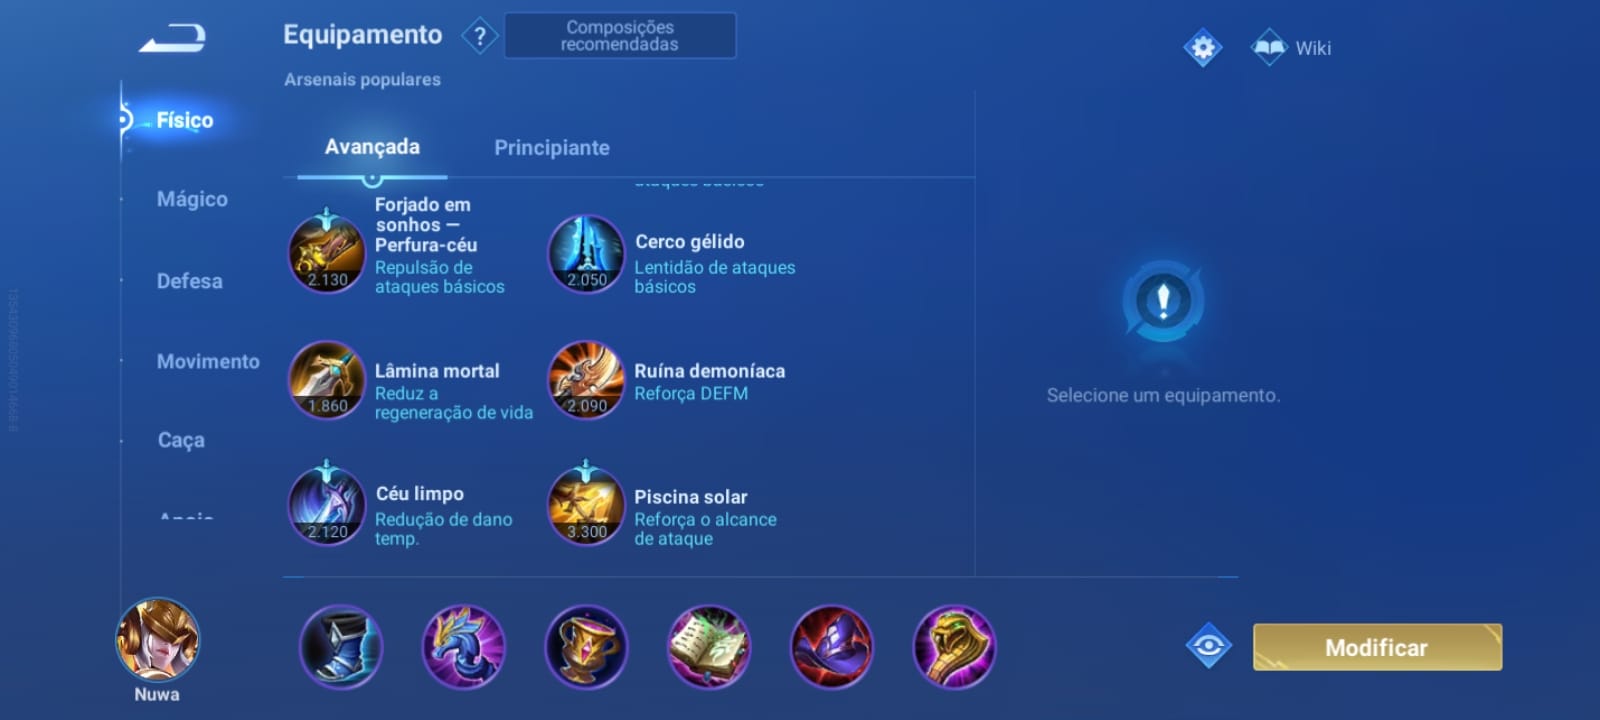 Equipamento
?
Composições
recomendadas
Wiki
Arsenais populares
Físico
Mágico
Defesa
Movimento
Caça
Avançada
Principiante
ataques básicos
Forjado em
sonhos —
Perfura-céu
Repulsão de
ataques básicos
2.130
Cerco gélido
Lentidão de ataques
básicos
2.050
Lâmina mortal
Reduz a
regeneração de vida
1.860
Ruína demoníaca
Reforça DEFM
2.090
Céu limpo
Redução de dano
temp.
2.120
Piscina solar
Reforça o alcance
de ataque
3.300
Selecione um equipamento.
Nuwa
Modificar